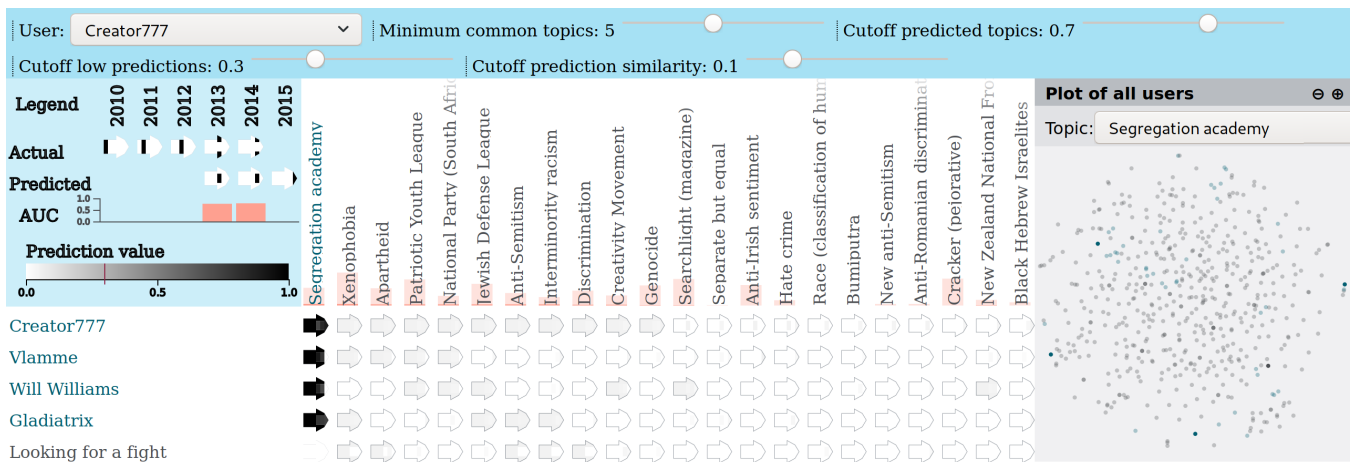 User: Creator777
Minimum common topics: 5
Cutoff predicted topics: 0.7
Cutoff low predictions: 0.3
Cutoff prediction similarity: 0.1
Legend
2010
2011
2012
2013
2014
2015
Actual
Predicted
AUC
1.0
0.5
0.0
Prediction value
0.0
0.5
1.0
Segregation academy
Xenophobia
Apartheid
Patriotic Youth League
National Party (South Afric
Jewish Defense League
Anti-Semitism
Interminority racism
Discrimination
Creativity Movement
Genocide
Searchlight (magazine)
Separate but equal
Anti-Irish sentiment
Hate crime
Race (classification of hum
Bumiputra
New anti-Semitism
Anti-Romanian discriminat
Cracker (pejorative)
New Zealand National Fro
Black Hebrew Israelites
Creator777
Vlamme
Will Williams
Gladiatrix
Looking for a fight
Plot of all users
Topic: Segregation academy